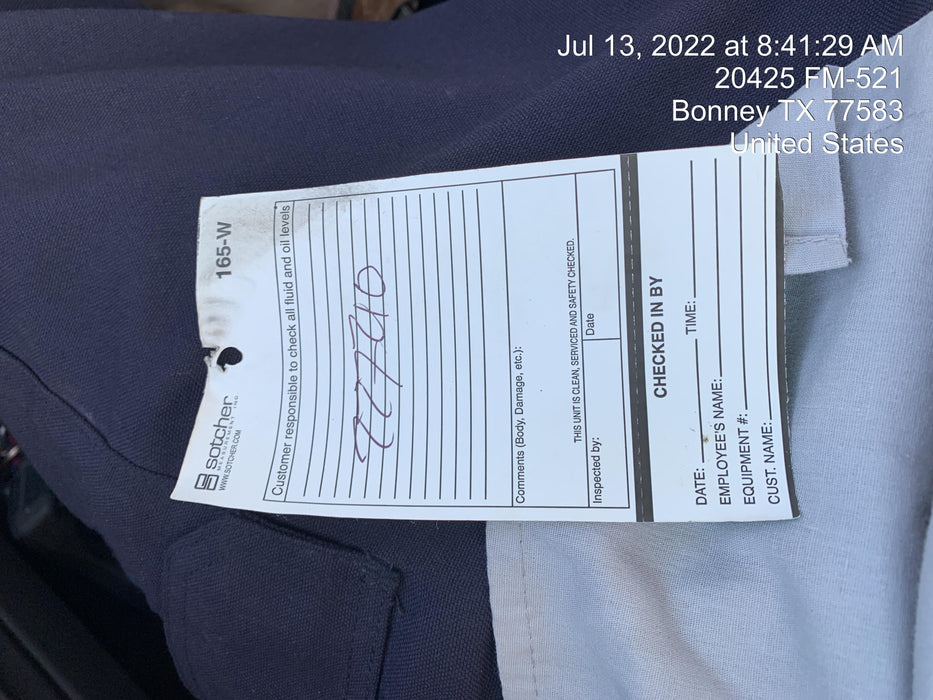 Jul 13, 2022 at 8:41:29 AM
20425 FM-521
Bonney TX 77583
United States
sotcher
MEASUREMENT INC
WWW.SOTCHER.COM
165-W
Customer responsible to check all fluid and oil levels
Comments (Body, Damage, etc.):
THIS UNIT IS CLEAN, SERVICED AND SAFETY CHECKED.
Inspected by:
Date
CHECKED IN BY
DATE: TIME:
EMPLOYEE'S NAME:
EQUIPMENT #:
CUST. NAME: